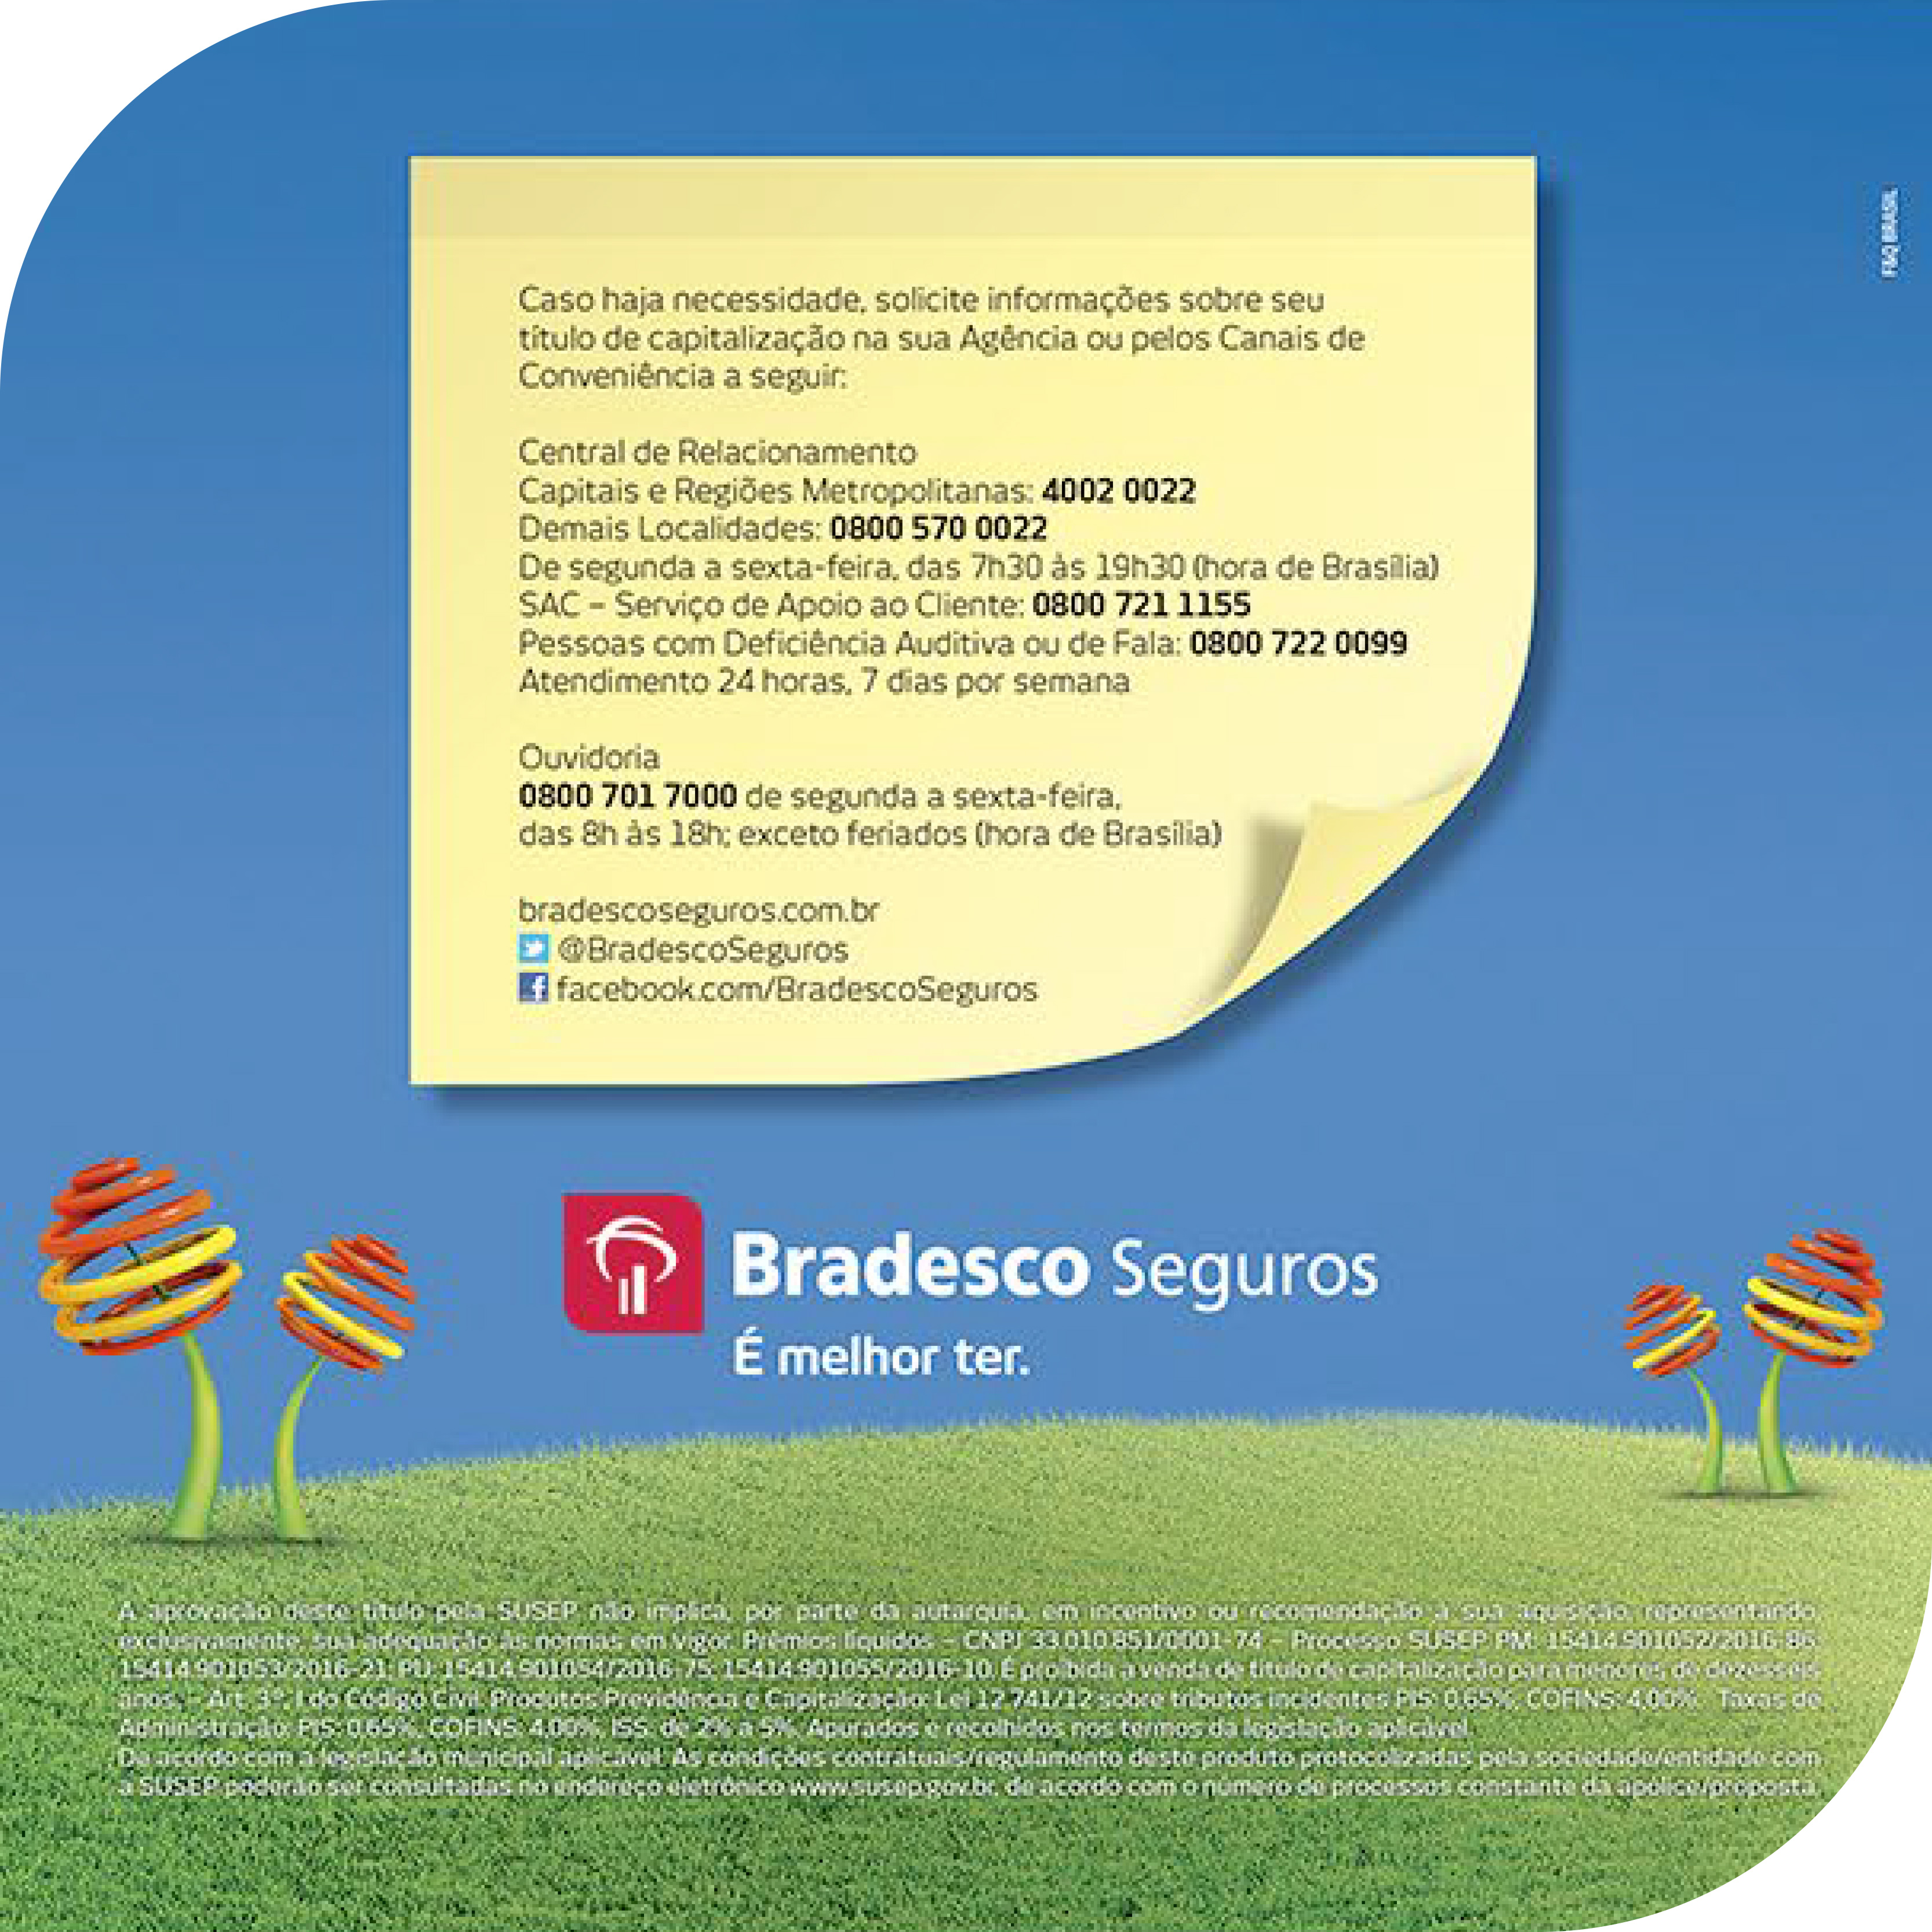 F&Q BRASIL
Caso haja necessidade, solicite informações sobre seu
título de capitalização na sua Agência ou pelos Canais de
Conveniência a seguir:
Central de Relacionamento
Capitais e Regiões Metropolitanas: 4002 0022
Demais Localidades: 0800 570 0022
De segunda a sexta-feira, das 7h30 às 19h30 (hora de Brasília)
SAC – Serviço de Apoio ao Cliente: 0800 721 1155
Pessoas com Deficiência Auditiva ou de Fala: 0800 722 0099
Atendimento 24 horas, 7 dias por semana
Ouvidoria
0800 701 7000 de segunda a sexta-feira,
das 8h às 18h; exceto feriados (hora de Brasília)
bradescoseguros.com.br
@BradescoSeguros
facebook.com/BradescoSeguros
Bradesco Seguros
É melhor ter.
A aprovação deste título pela SUSEP não implica, por parte da autarquia, em incentivo ou recomendação a sua aquisição, representando,
exclusivamente, sua adequação às normas em vigor. Prêmios líquidos – CNPJ 33.010.851/0001-74 – Processo SUSEP PM: 15414.901052/2016-86;
15414.901053/2016-21; PU: 15414.901054/2016-75; 15414.901055/2016-10. É proibida a venda de título de capitalização para menores de dezesseis
anos. – Art. 3º, I do Código Civil. Produtos Previdência e Capitalização: Lei 12.741/12 sobre tributos incidentes PIS: 0,65%, COFINS: 4,00%. Taxas de
Administração: PIS: 0,65%, COFINS: 4,00%, ISS: de 2% a 5%. Apurados e recolhidos nos termos da legislação aplicável.
De acordo com a legislação municipal aplicável. As condições contratuais/regulamento deste produto protocolizadas pela sociedade/entidade com
a SUSEP poderão ser consultadas no endereço eletrônico www.susep.gov.br, de acordo com o número de processos constante da apólice/proposta.